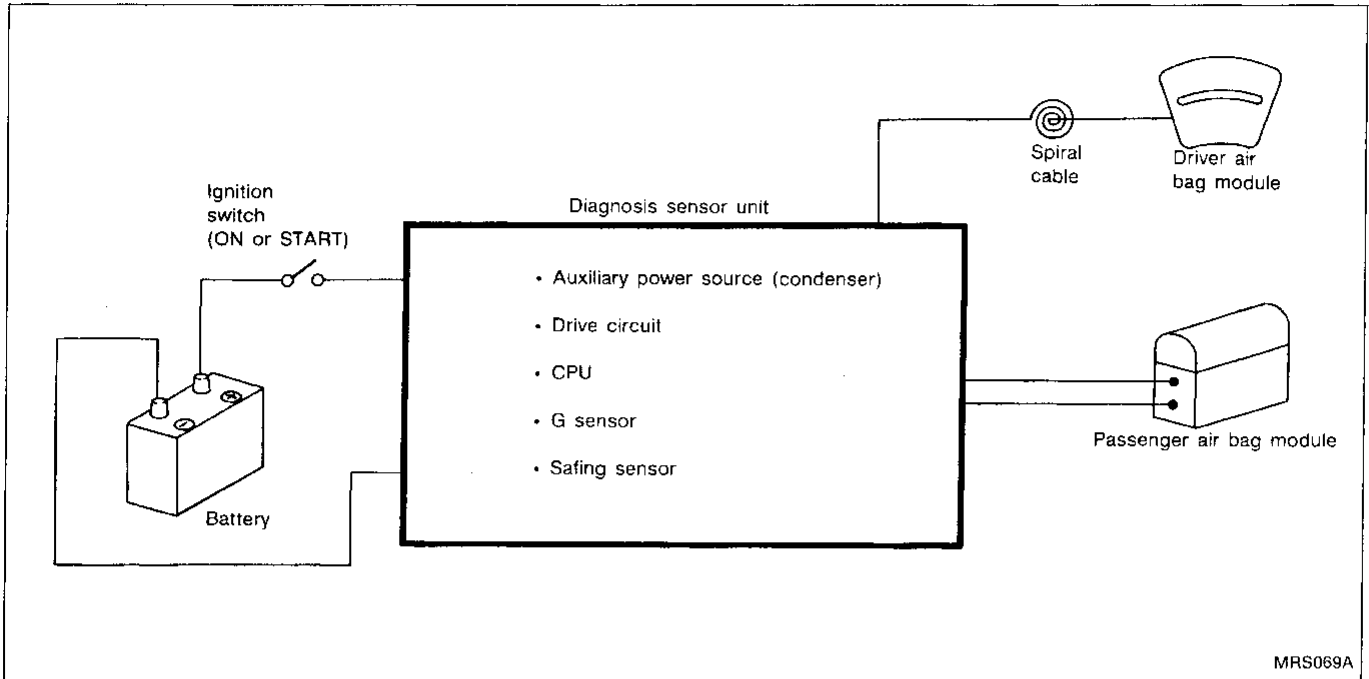 Ignition
switch
(ON or START)
Diagnosis sensor unit
Spiral
cable
Driver air
bag module
• Auxiliary power source (condenser)
• Drive circuit
• CPU
• G sensor
• Safing sensor
+
−
Battery
Passenger air bag module
MRS069A